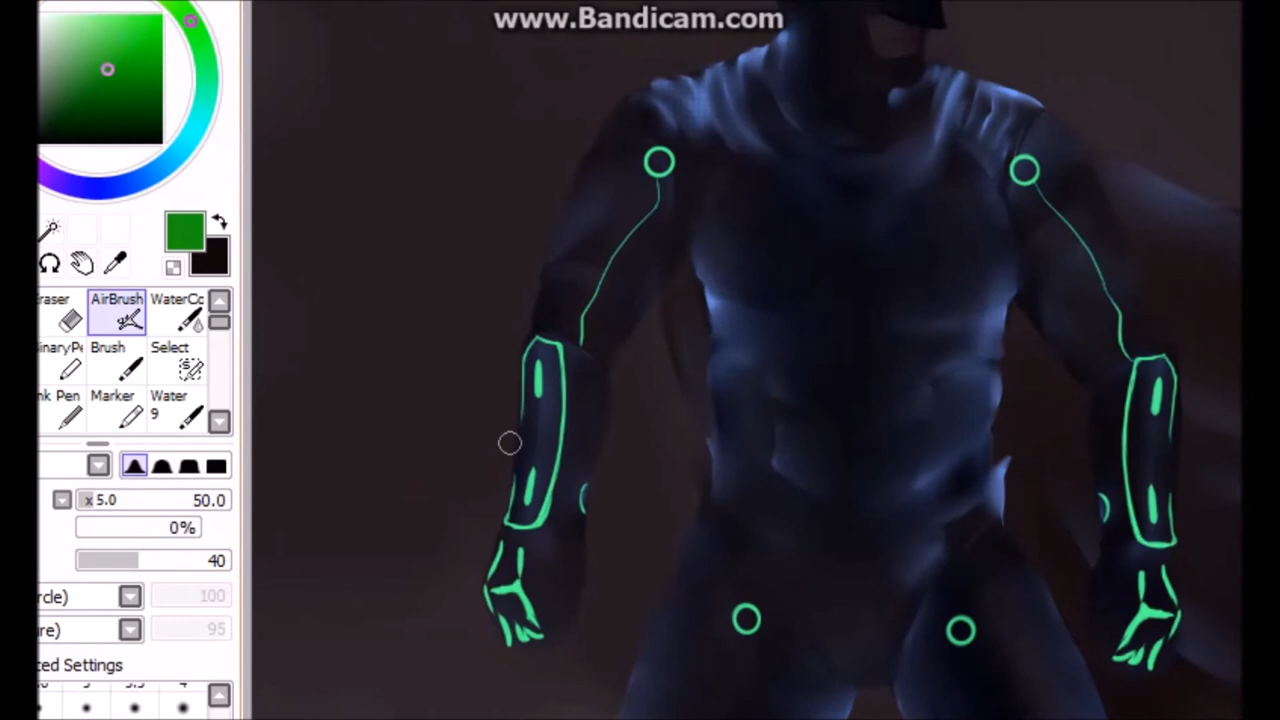 www.Bandicam.com
raser AirBrush WaterCo
inaryPe Brush Select
nk Pen Marker Water
9
x 5.0 50.0
0%
40
rcle) 100
ure) 95
ced Settings